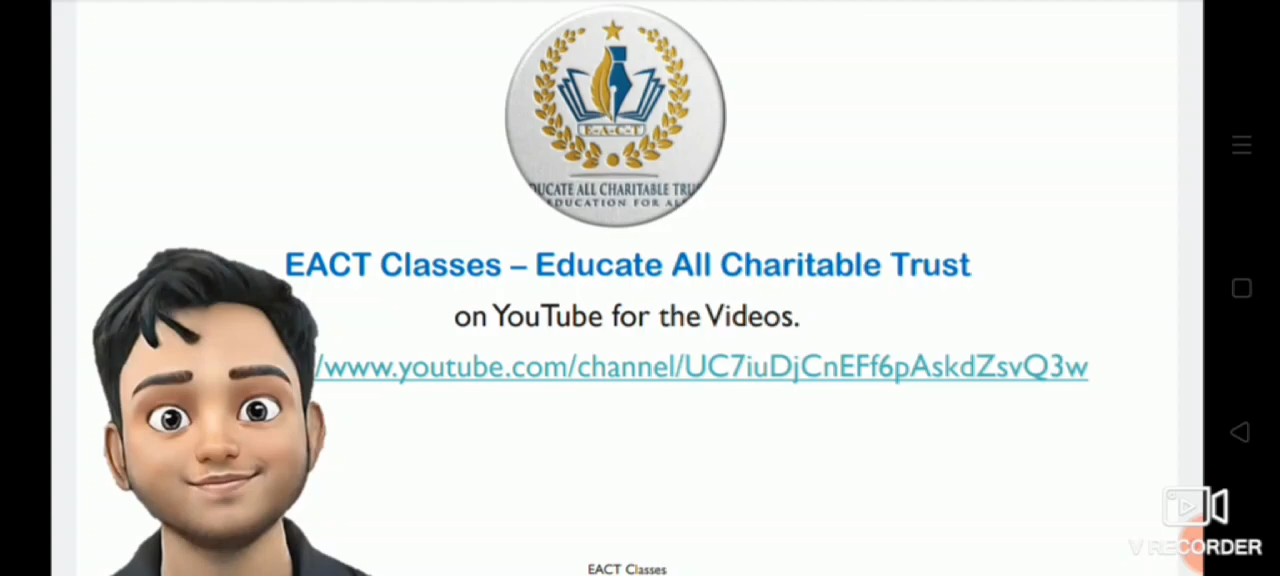 E-A-C-T
EDUCATE ALL CHARITABLE TRU
EDUCATION FOR AL
EACT Classes – Educate All Charitable Trust
on YouTube for the Videos.
/www.youtube.com/channel/UC7iuDjCnEFf6pAskdZsvQ3w
V RECORDER
EACT Classes